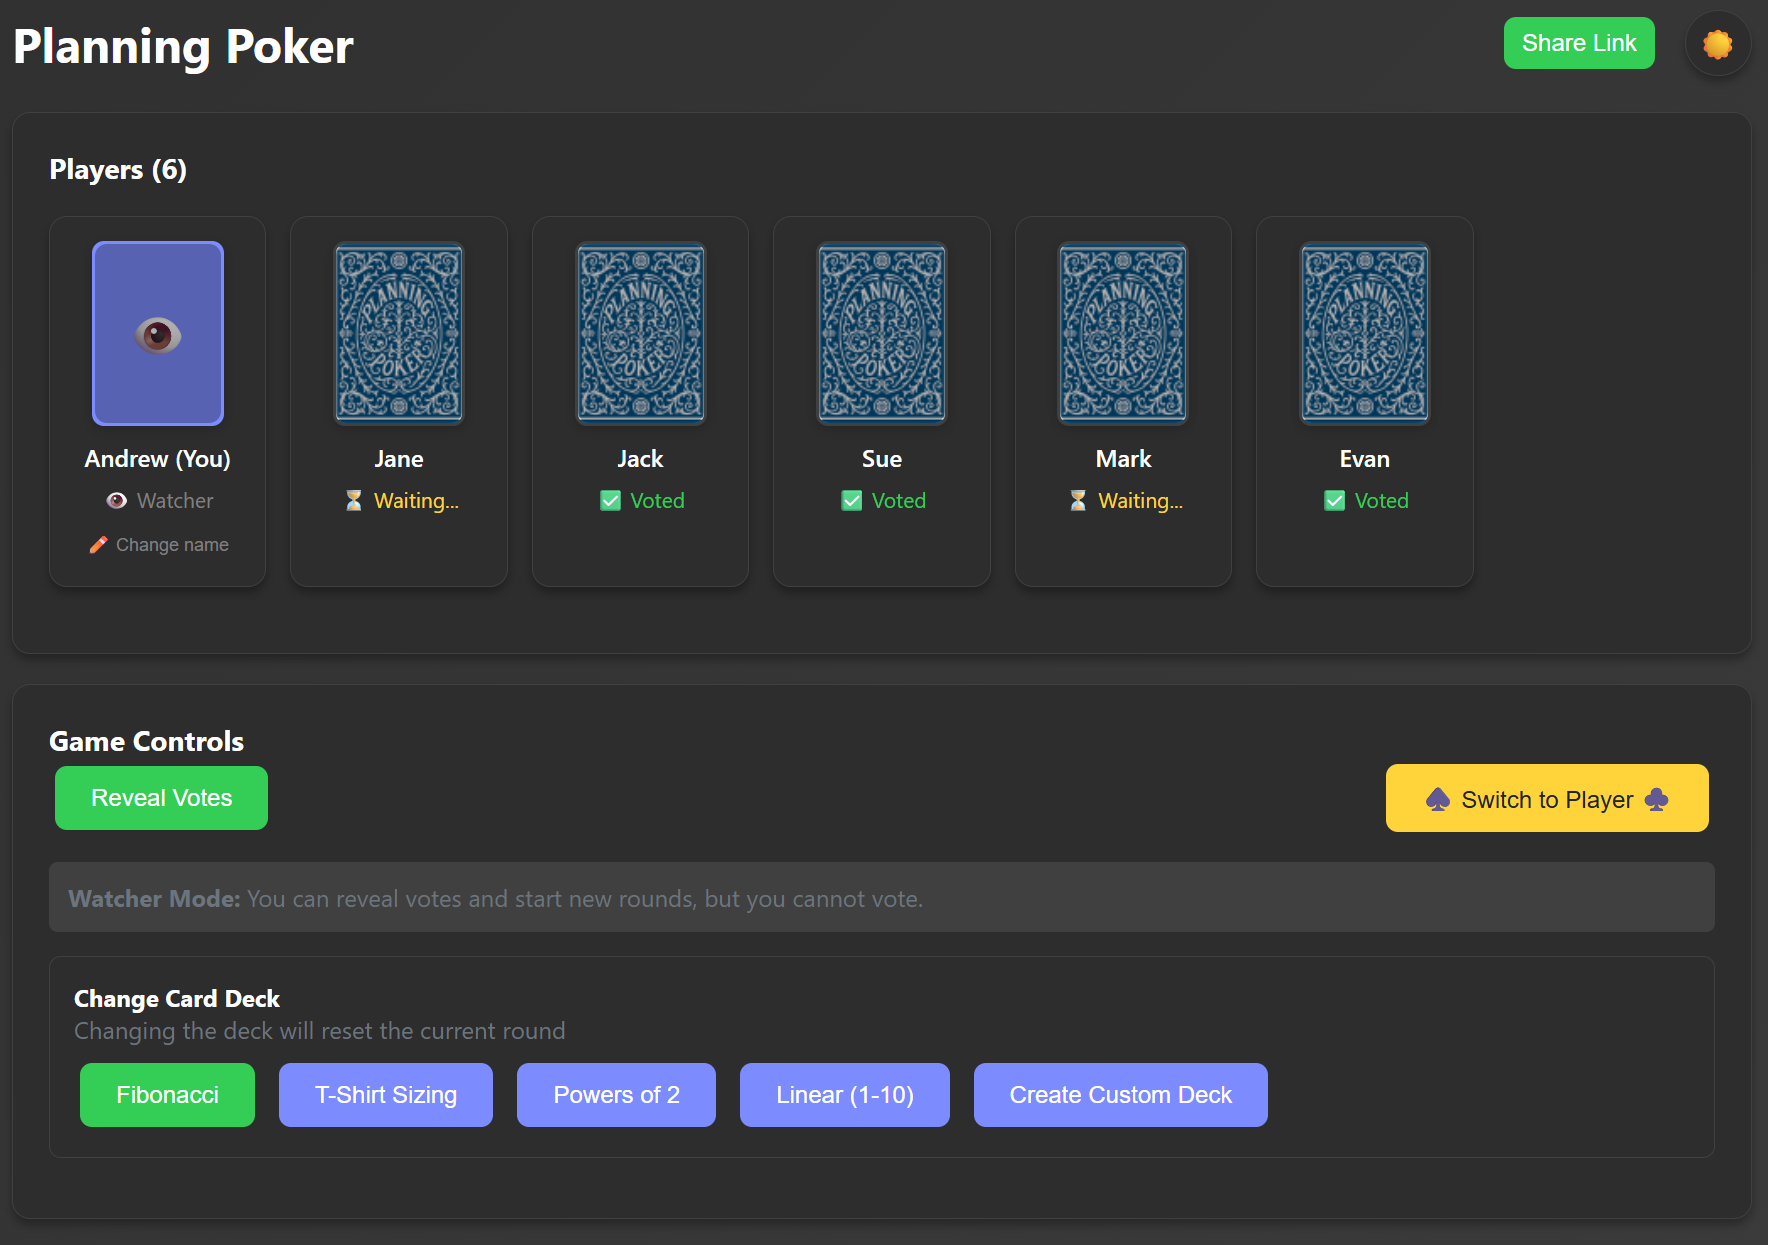 Planning Poker
Share Link
Players (6)
PLANNING POKER
PLANNING POKER
PLANNING POKER
PLANNING POKER
PLANNING POKER
Andrew (You)
Watcher
Change name
Jane
Waiting...
Jack
Voted
Sue
Voted
Mark
Waiting...
Evan
Voted
Game Controls
Reveal Votes
Switch to Player
Watcher Mode: You can reveal votes and start new rounds, but you cannot vote.
Change Card Deck
Changing the deck will reset the current round
Fibonacci
T-Shirt Sizing
Powers of 2
Linear (1-10)
Create Custom Deck